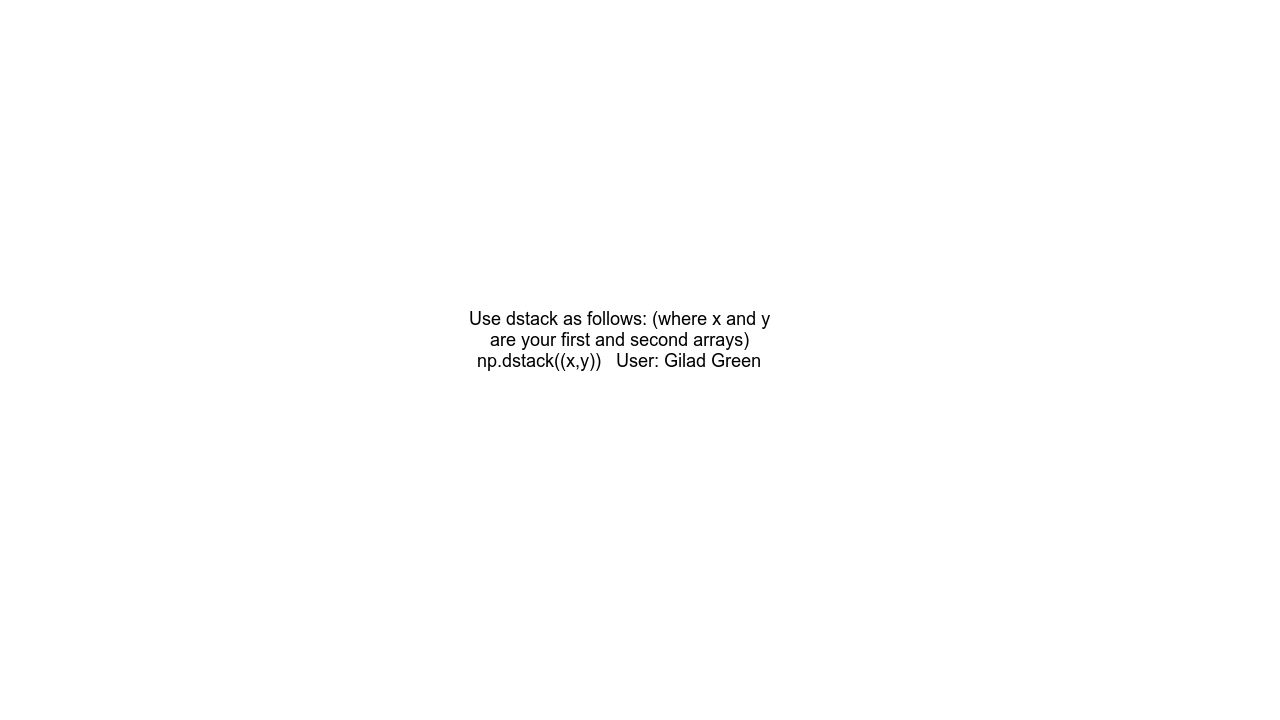 Use dstack as follows: (where x and y
are your first and second arrays)
np.dstack((x,y))   User: Gilad Green